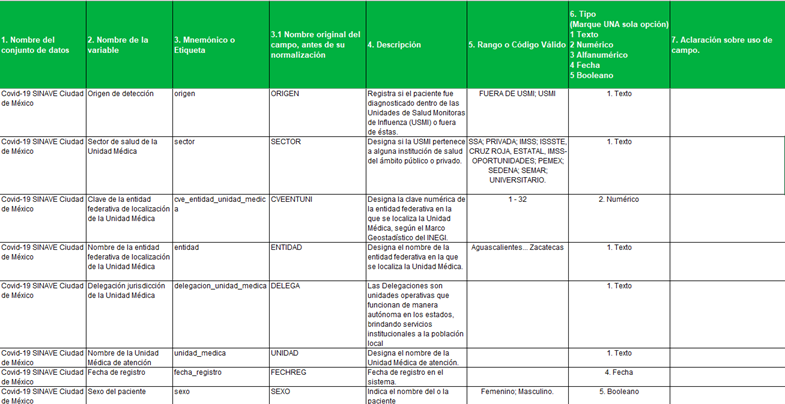 1. Nombre del
conjunto de datos
2. Nombre de la
variable
3. Mnemónico o
Etiqueta
3.1 Nombre original del
campo, antes de su
normalización
4. Descripción
5. Rango o Código Válido
6. Tipo
(Marque UNA sola opción)
1 Texto
2 Numérico
3 Alfanumérico
4 Fecha
5 Booleano
7. Aclaración sobre uso de
campo.
Covid-19 SINAVE Ciudad
de México
Origen de detección
origen
ORIGEN
Registra si el paciente fue
diagnosticado dentro de las
Unidades de Salud Monitoras
de Influenza (USMI) o fuera
de éstas.
FUERA DE USMI; USMI
1. Texto
Covid-19 SINAVE Ciudad
de México
Sector de salud de la
Unidad Médica
sector
SECTOR
Designa si la USMI pertenece
a alguna institución de salud
del ámbito público o privado.
SSA; PRIVADA; IMSS; ISSSTE,
CRUZ ROJA, ESTATAL, IMSS-
OPORTUNIDADES; PEMEX;
SEDENA; SEMAR;
UNIVERSITARIO.
1. Texto
Covid-19 SINAVE Ciudad
de México
Clave de la entidad
federativa de localización
de la Unidad Médica
cve_entidad_unidad_medic
a
CVEENTUNI
Designa la clave numérica de
la entidad federativa en la
que se localiza la Unidad
Médica, según el Marco
Geostadístico del INEGI.
1 - 32
2. Numérico
Covid-19 SINAVE Ciudad
de México
Nombre de la entidad
federativa de localización
de la Unidad Médica
entidad
ENTIDAD
Designa el nombre de la
entidad federativa en la que
se localiza la Unidad Médica.
Aguascalientes... Zacatecas
1. Texto
Covid-19 SINAVE Ciudad
de México
Delegación jurisdicción
de la Unidad Médica
delegacion_unidad_medica
DELEGA
Las Delegaciones son
unidades operativas que
funcionan de manera
autónoma en los estados,
brindando servicios
institucionales a la población
local
1. Texto
Covid-19 SINAVE Ciudad
de México
Nombre de la Unidad
Médica de atención
unidad_medica
UNIDAD
Designa el nombre de la
Unidad Médica de atención.
1. Texto
Covid-19 SINAVE Ciudad
de México
Fecha de registro
fecha_registro
FECHREG
Fecha de registro en el
sistema.
4. Fecha
Covid-19 SINAVE Ciudad
de México
Sexo del paciente
sexo
SEXO
Indica el nombre del o la
paciente
Femenino; Masculino.
5. Booleano